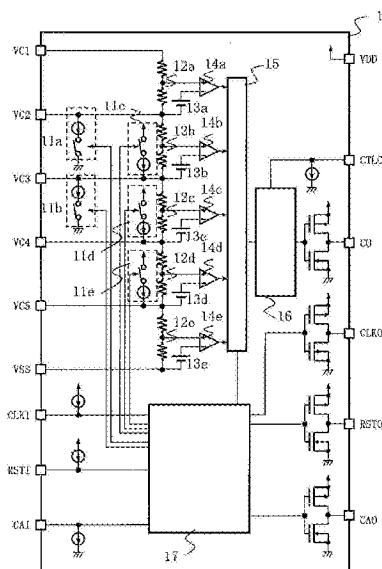 1
VC1
12a
14a
15
VDD
11c
VC2
13a
12b
14b
11a
CTLC
VC3
13b
12c
14c
11b
CO
VC4
13c
11d
12d
14d
16
11e
VC5
13d
CLKO
12e
14e
VSS
13e
CLKI
RSTO
RSTI
CAI
CAO
17